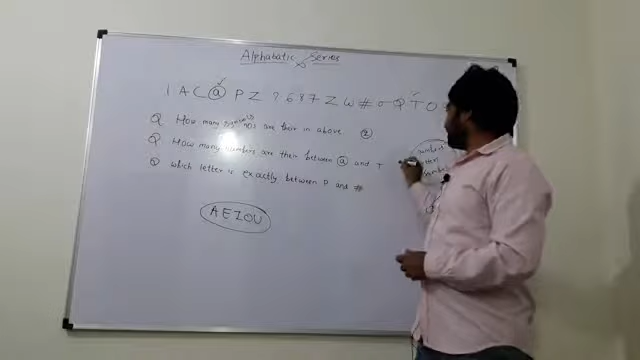 Alphabatic Series
1 A C @ P Z 9 6 8 7 Z W # σ Q T O
Q How many symbols are their in above. ②
Q How many numbers are their between @ and T
Q which letter is exactly between P and #
AEIOU